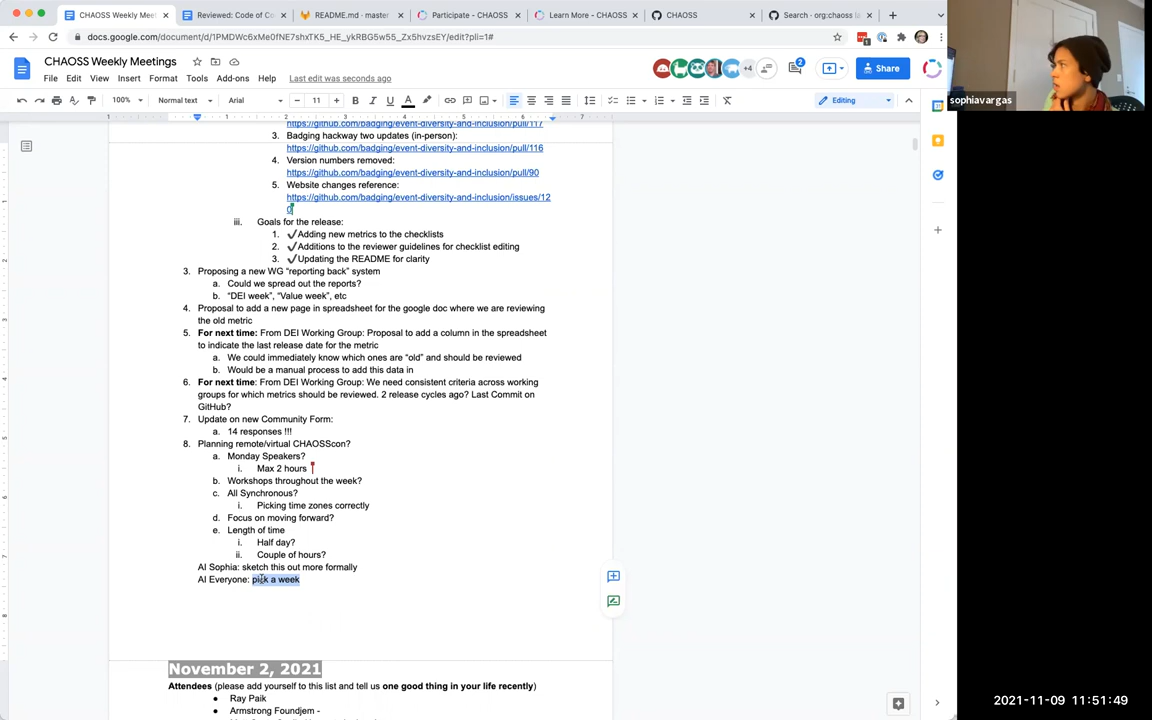 CHAOSS Weekly Meeti
Reviewed: Code of Co
README.md · master
Participate - CHAOSS
Learn More - CHAOSS
CHAOSS
Search · org:chaoss la
docs.google.com/document/d/1PMDWc6xMe0fNE7shxTK5_HE_ykRBG5w55_Zx5hvzsEY/edit?pli=1#
CHAOSS Weekly Meetings
File Edit View Insert Format Tools Add-ons Help Last edit was seconds ago
+4
2
Share
100% Normal text Arial 11 Editing
sophiavargas
https://github.com/badging/event-diversity-and-inclusion/pull/117
3. Badging hackway two updates (in-person):
https://github.com/badging/event-diversity-and-inclusion/pull/116
4. Version numbers removed:
https://github.com/badging/event-diversity-and-inclusion/pull/90
5. Website changes reference:
https://github.com/badging/event-diversity-and-inclusion/issues/12
0
iii. Goals for the release:
1. ✓Adding new metrics to the checklists
2. ✓Additions to the reviewer guidelines for checklist editing
3. ✓Updating the README for clarity
3. Proposing a new WG “reporting back” system
a. Could we spread out the reports?
b. “DEI week”, “Value week”, etc
4. Proposal to add a new page in spreadsheet for the google doc where we are reviewing
the old metric
5. For next time: From DEI Working Group: Proposal to add a column in the spreadsheet
to indicate the last release date for the metric
a. We could immediately know which ones are “old” and should be reviewed
b. Would be a manual process to add this data in
6. For next time: From DEI Working Group: We need consistent criteria across working
groups for which metrics should be reviewed. 2 release cycles ago? Last Commit on
GitHub?
7. Update on new Community Form:
a. 14 responses !!!
8. Planning remote/virtual CHAOSScon?
a. Monday Speakers?
i. Max 2 hours
b. Workshops throughout the week?
c. All Synchronous?
i. Picking time zones correctly
d. Focus on moving forward?
e. Length of time
i. Half day?
ii. Couple of hours?
AI Sophia: sketch this out more formally
AI Everyone: pick a week
November 2, 2021
Attendees (please add yourself to this list and tell us one good thing in your life recently)
● Ray Paik
● Armstrong Foundjem -
2021-11-09 11:51:49